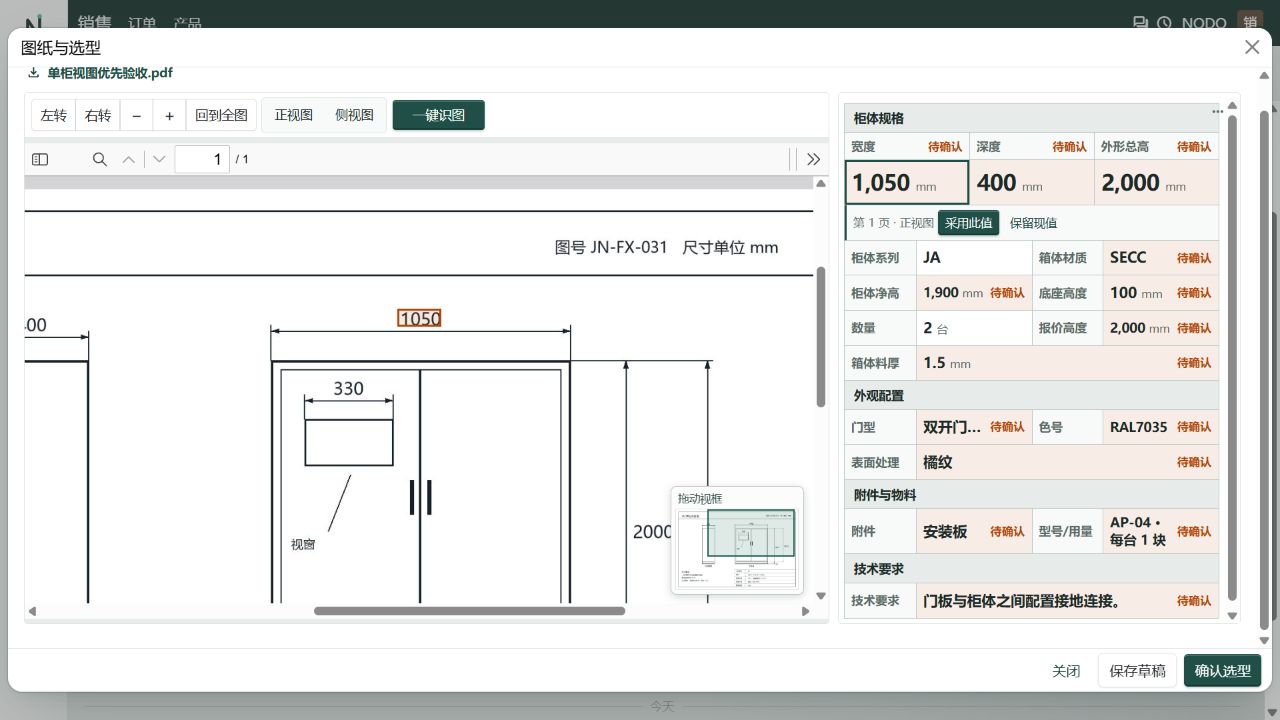 销售 订单 产品
NODO 销
图纸与选型
单柜视图优先验收.pdf
左转 右转 − + 回到全图 正视图 侧视图 一键识图
1 / 1
图号 JN-FX-031 尺寸单位 mm
1050
330
视窗
2000
拖动视框
柜体规格
宽度 待确认 深度 待确认 外形总高 待确认
1,050 mm 400 mm 2,000 mm
第 1 页 · 正视图 采用此值 保留现值
柜体系列 JA 箱体材质 SECC 待确认
柜体净高 1,900 mm 待确认 底座高度 100 mm 待确认
数量 2 台 报价高度 2,000 mm 待确认
箱体料厚 1.5 mm 待确认
外观配置
门型 双开门... 待确认 色号 RAL7035 待确认
表面处理 橘纹 待确认
附件与物料
附件 安装板 待确认 型号/用量 AP-04 · 每台 1 块 待确认
技术要求
技术要求 门板与柜体之间配置接地连接。 待确认
关闭 保存草稿 确认选型
今天